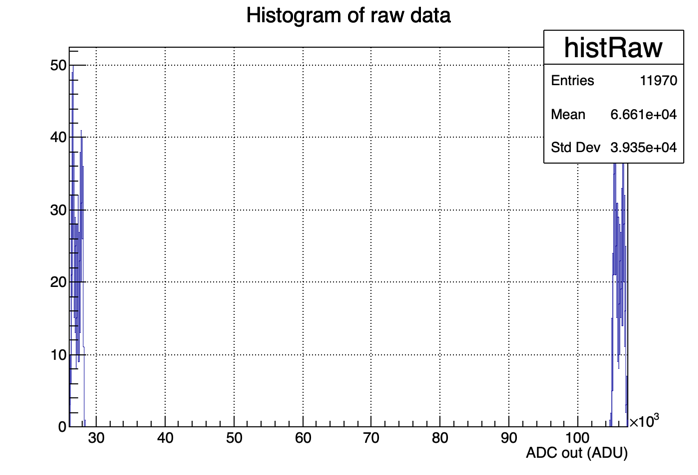 Histogram of raw data
histRaw
Entries 11970
Mean 6.661e+04
Std Dev 3.935e+04
50
40
30
20
10
0
30 40 50 60 70 80 90 100
×10³
ADC out (ADU)